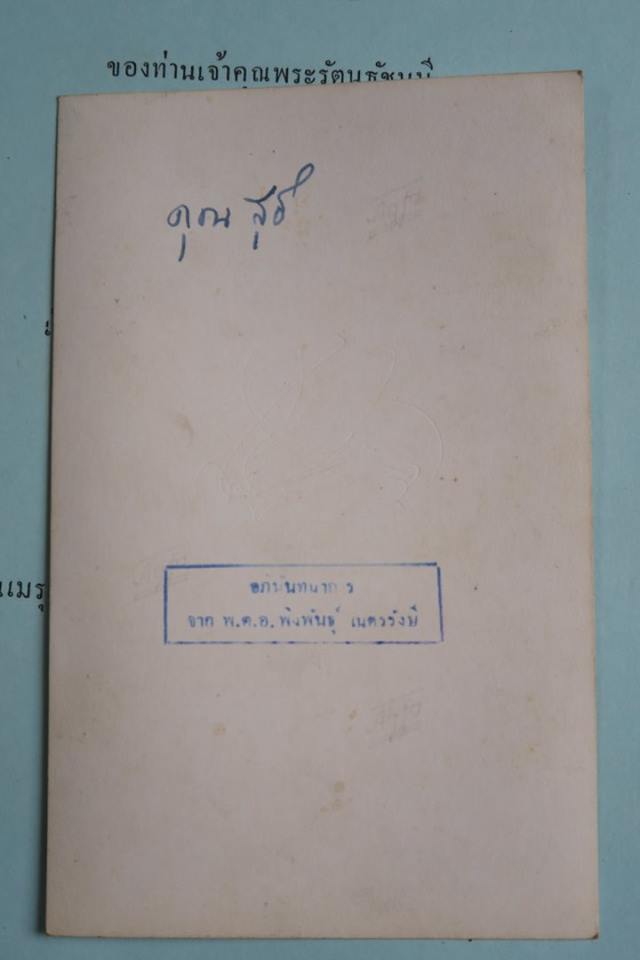 ของท่านเจ้าคุณพระรัตนธัชมุนี
คุณ สุธี
อภินันทนาการ
จาก พ.ต.อ. พึงพันธุ์ เนตรรังษี